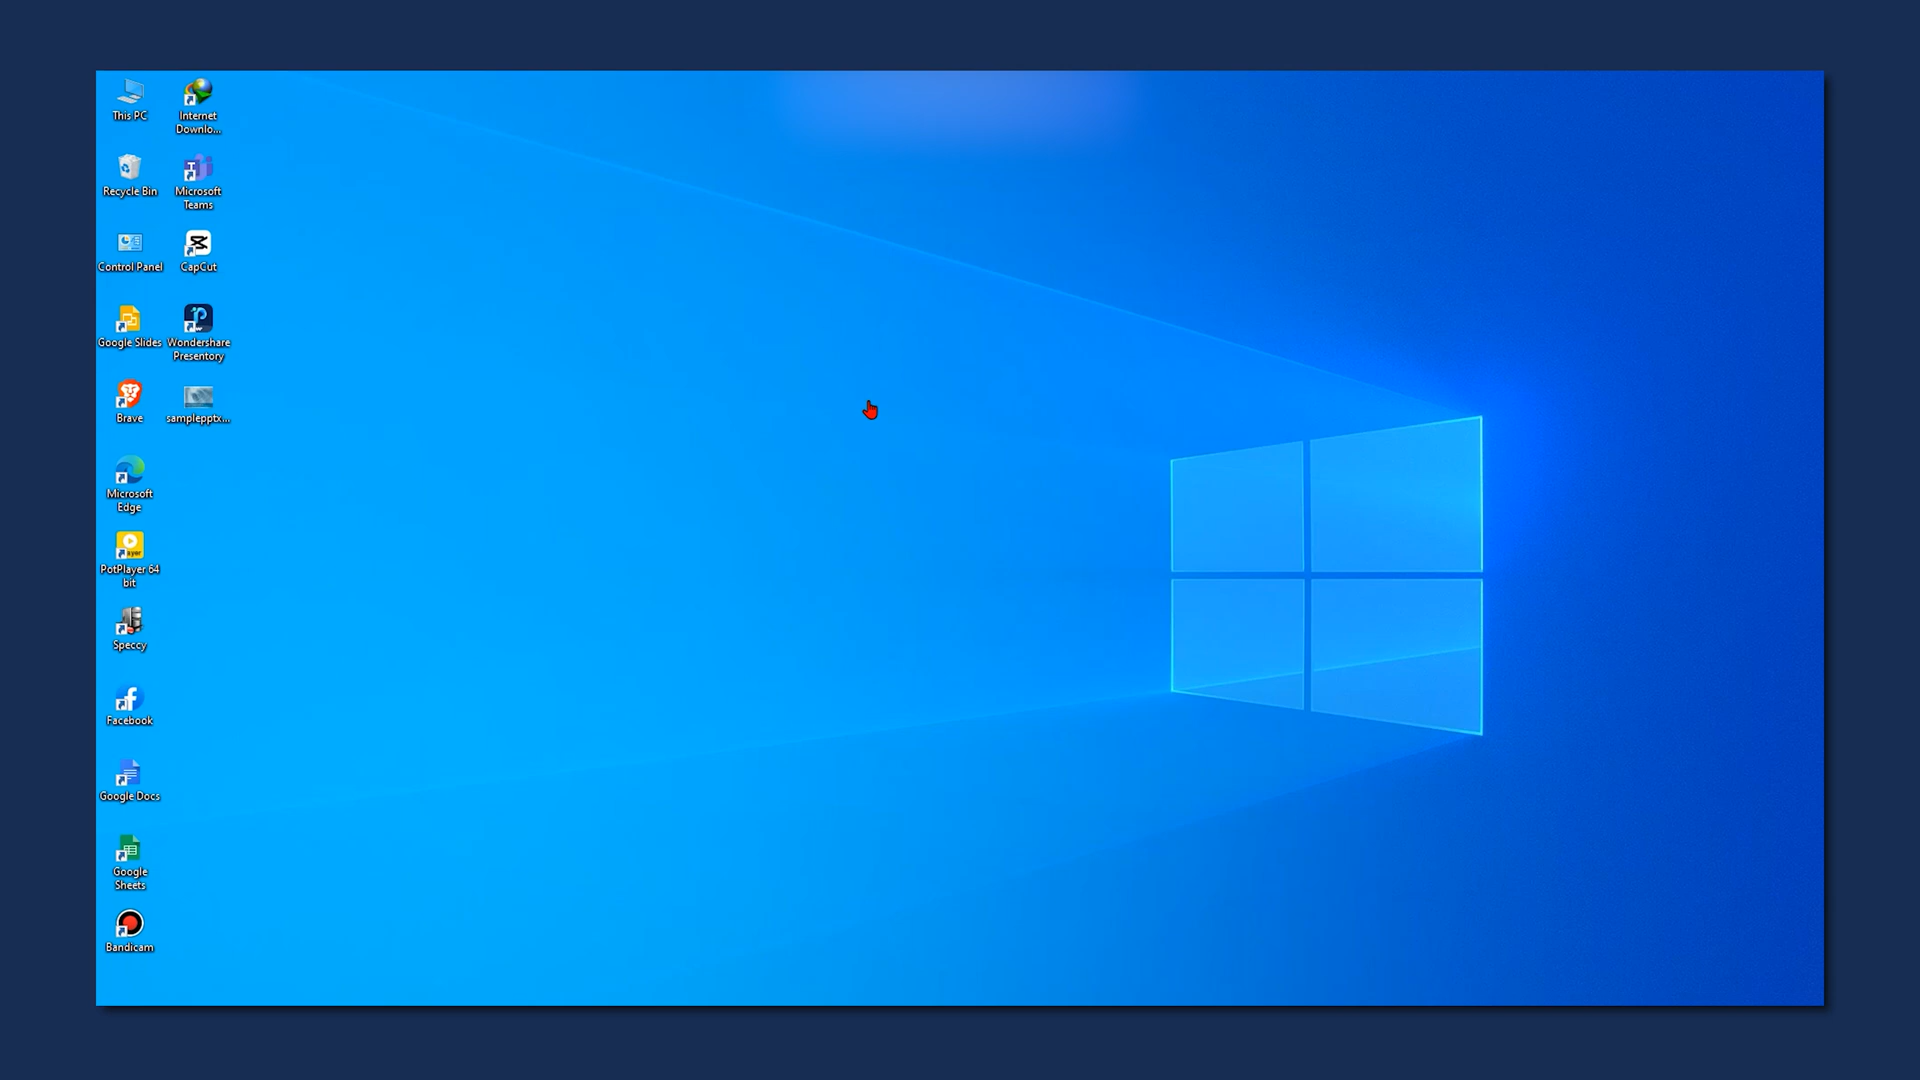 This PC
Internet
Downlo...
Recycle Bin
Microsoft
Teams
Control Panel
CapCut
Google Slides
Wondershare
Presentory
Brave
samplepptx...
Microsoft
Edge
PotPlayer 64
bit
Speccy
Facebook
Google Docs
Google
Sheets
Bandicam